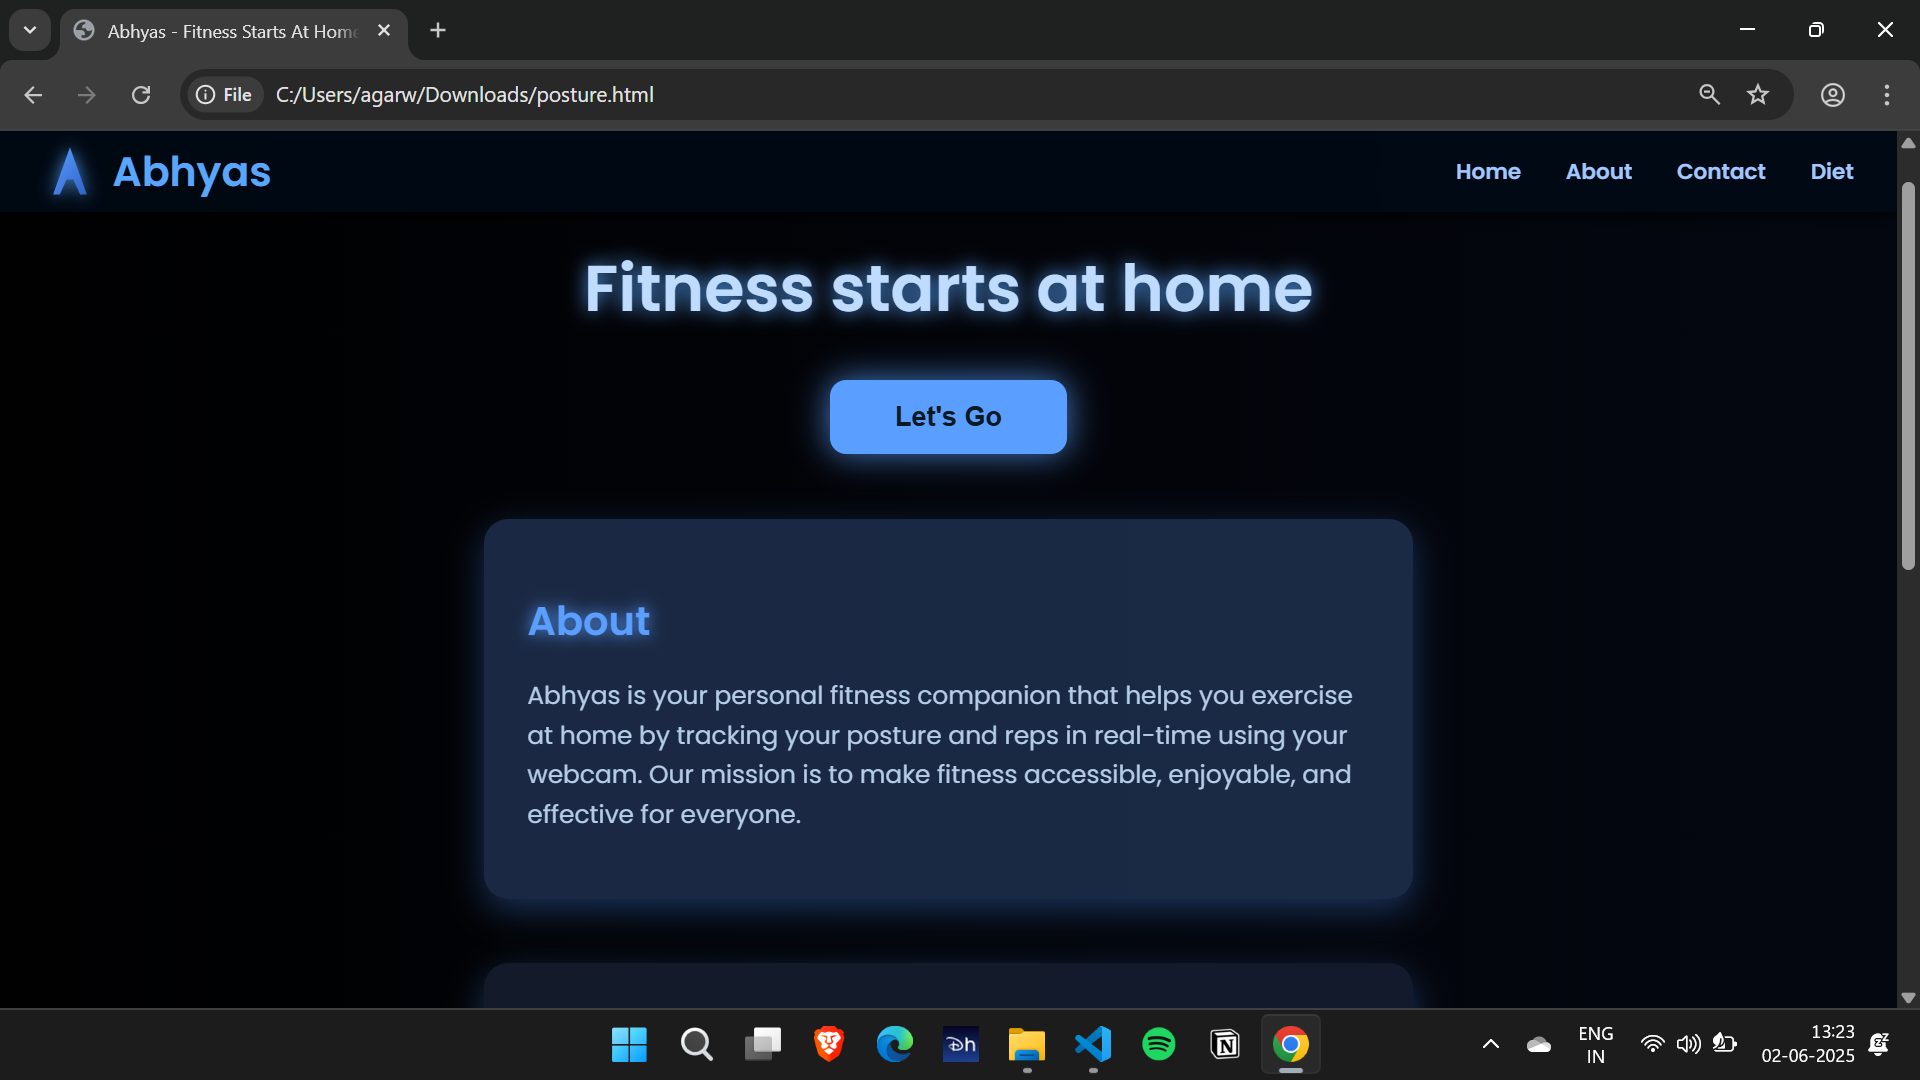 Abhyas - Fitness Starts At Home
File
C:/Users/agarw/Downloads/posture.html
Abhyas
Home
About
Contact
Diet
Fitness starts at home
Let's Go
About
Abhyas is your personal fitness companion that helps you exercise
at home by tracking your posture and reps in real-time using your
webcam. Our mission is to make fitness accessible, enjoyable, and
effective for everyone.
ENG
IN
13:23
02-06-2025